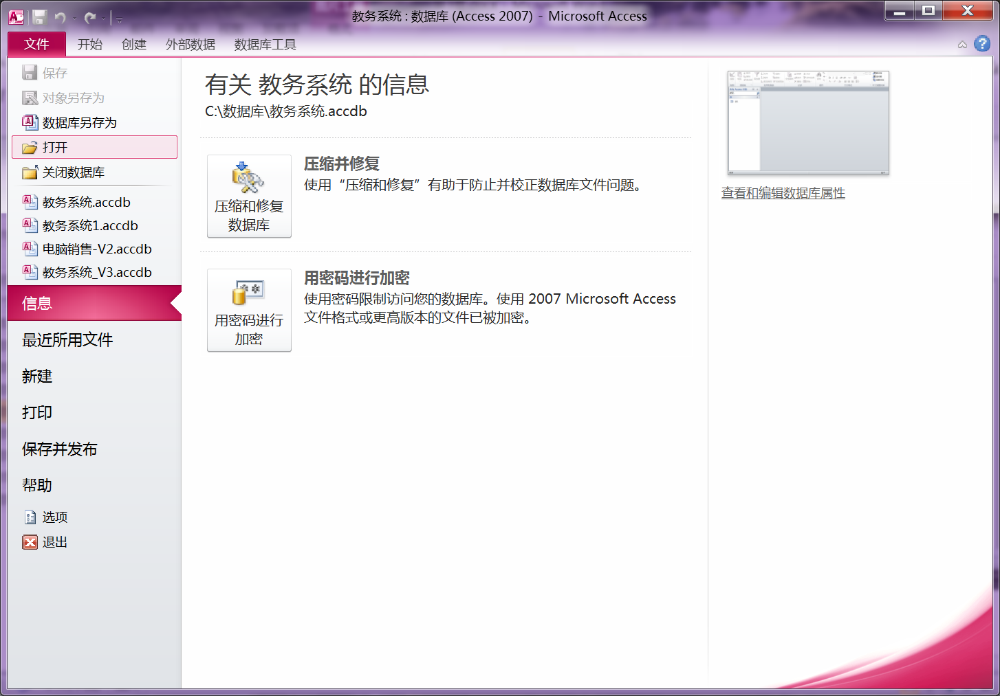 教务系统 : 数据库 (Access 2007) - Microsoft Access
文件
开始
创建
外部数据
数据库工具
保存
对象另存为
数据库另存为
打开
关闭数据库
教务系统.accdb
教务系统1.accdb
电脑销售-V2.accdb
教务系统_V3.accdb
信息
最近所用文件
新建
打印
保存并发布
帮助
选项
退出
有关 教务系统 的信息
C:\数据库\教务系统.accdb
压缩和修复
数据库
压缩并修复
使用“压缩和修复”有助于防止并校正数据库文件问题。
用密码进行
加密
用密码进行加密
使用密码限制访问您的数据库。使用 2007 Microsoft Access
文件格式或更高版本的文件已被加密。
查看和编辑数据库属性